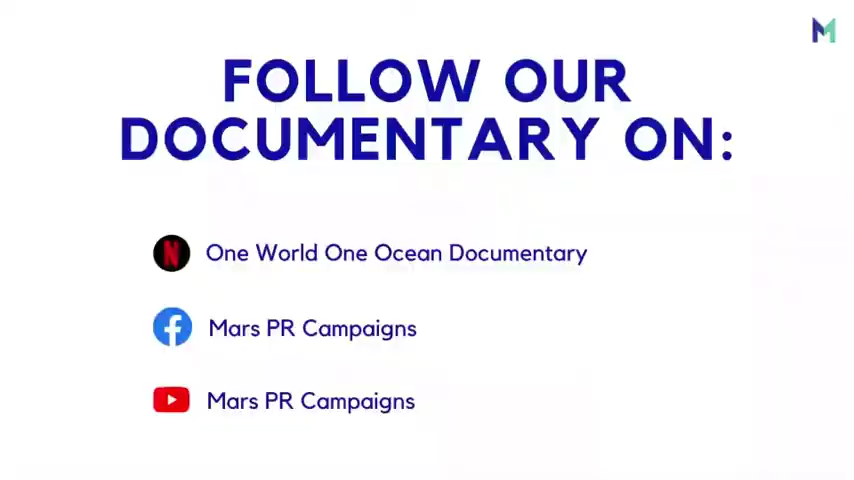 M
FOLLOW OUR
DOCUMENTARY ON:
N
One World One Ocean Documentary
f
Mars PR Campaigns
Mars PR Campaigns